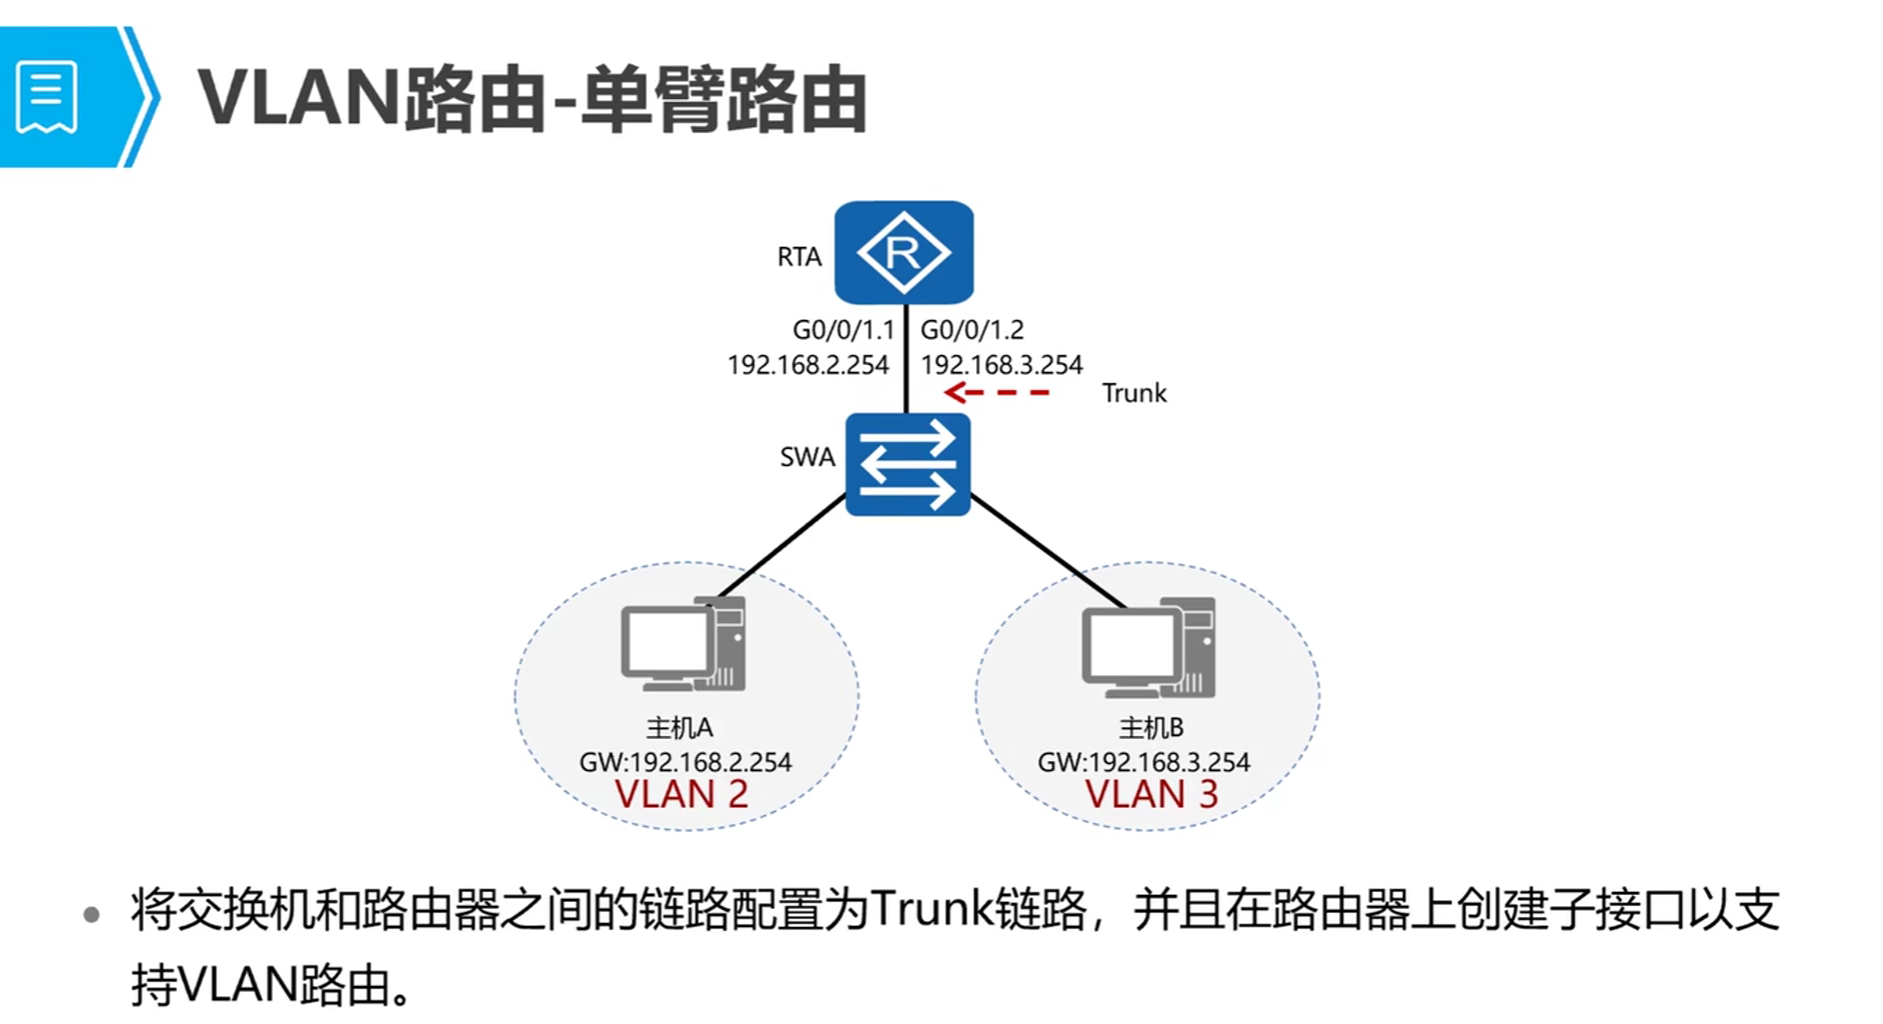 VLAN路由-单臂路由
R
RTA
G0/0/1.1 G0/0/1.2
192.168.2.254 192.168.3.254
Trunk
SWA
主机A
GW:192.168.2.254
VLAN 2
主机B
GW:192.168.3.254
VLAN 3
将交换机和路由器之间的链路配置为Trunk链路，并且在路由器上创建子接口以支
持VLAN路由。